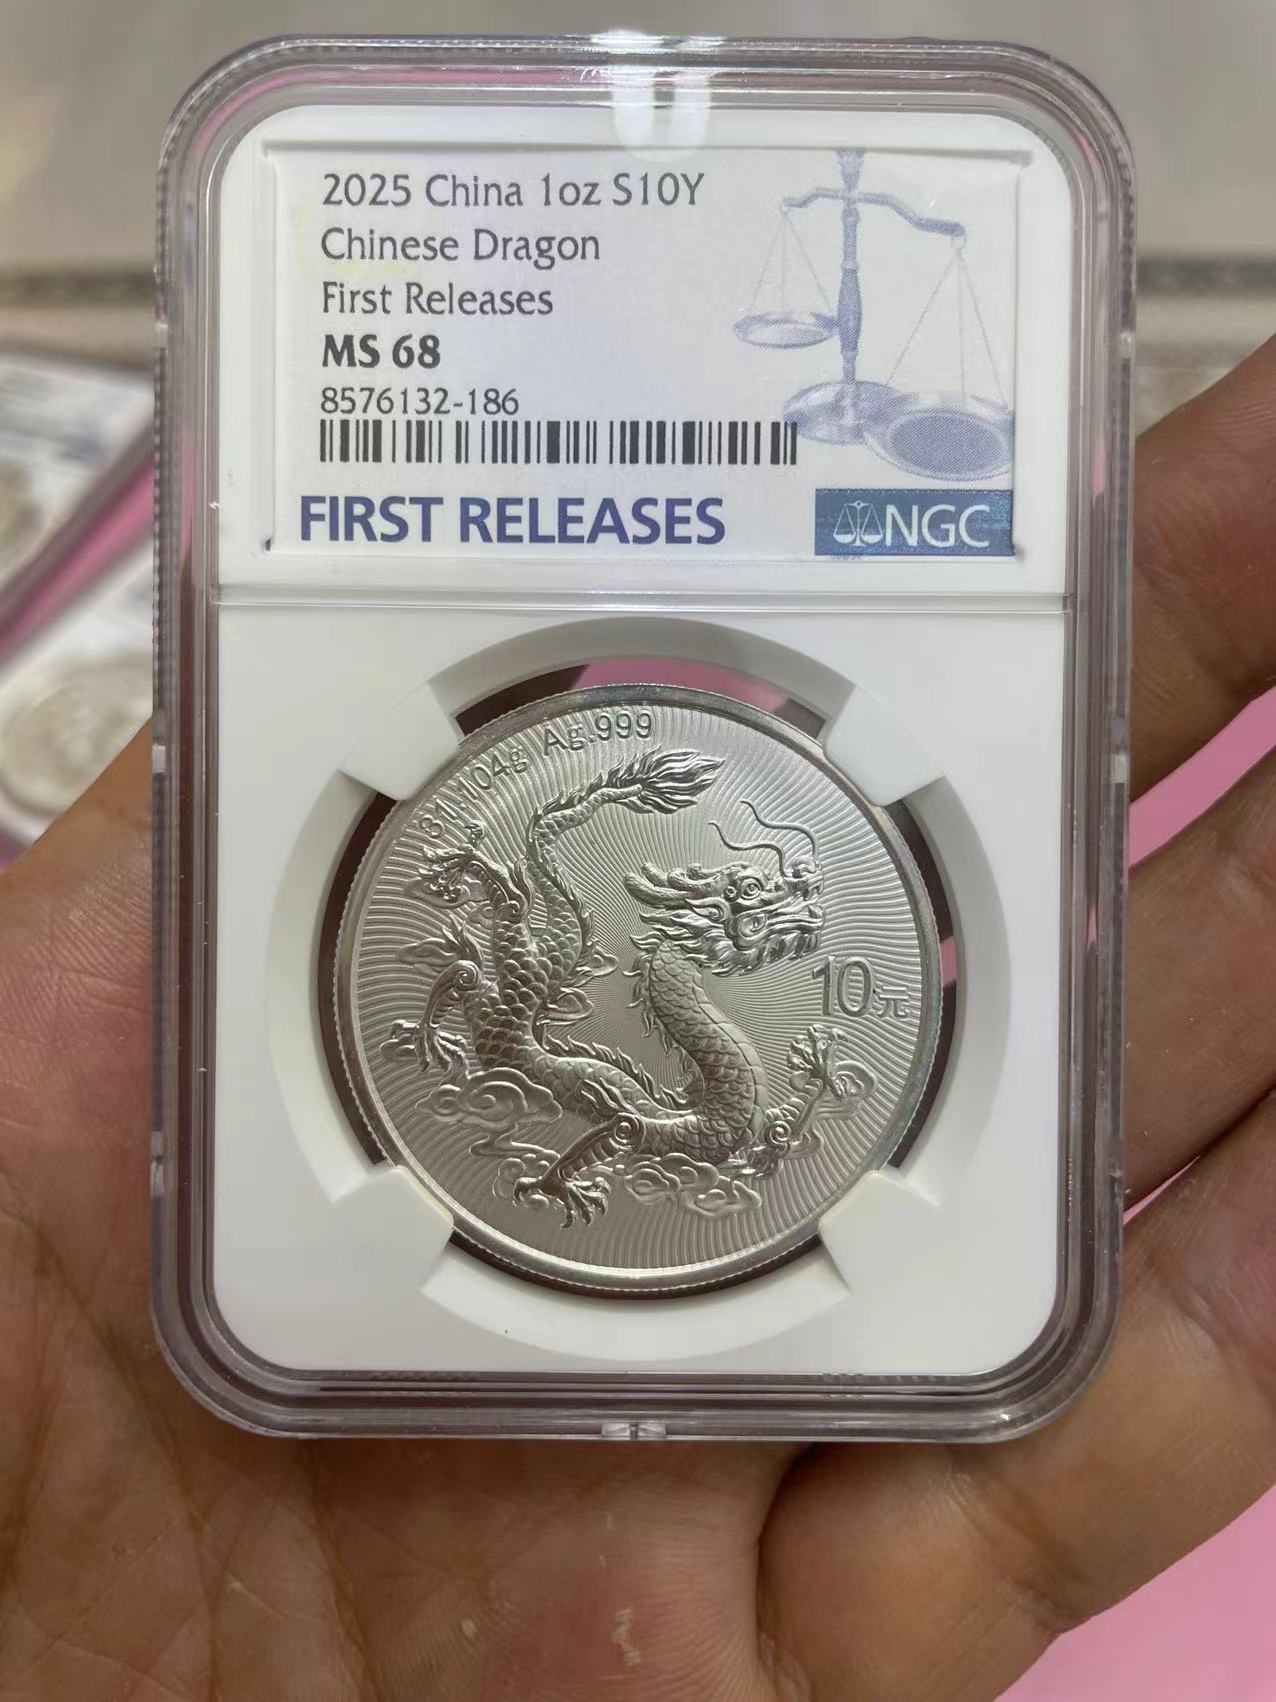 2025 China 1oz S10Y
Chinese Dragon
First Releases
MS 68
8576132-186
FIRST RELEASES
NGC
31.104g Ag.999
10元